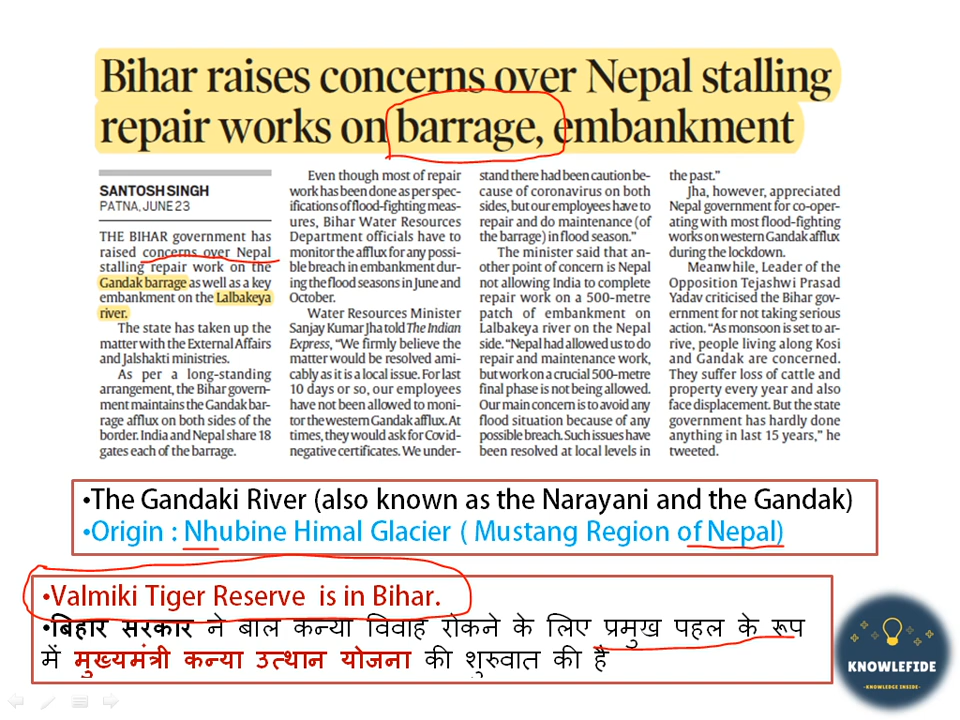 Bihar raises concerns over Nepal stalling
repair works on barrage, embankment
SANTOSH SINGH
PATNA, JUNE 23
THE BIHAR government has
raised concerns over Nepal
stalling repair work on the
Gandak barrage as well as a key
embankment on the Lalbakeya
river.
The state has taken up the
matter with the External Affairs
and Jalshakti ministries.
As per a long-standing
arrangement, the Bihar govern-
ment maintains the Gandak bar-
rage afflux on both sides of the
border. India and Nepal share 18
gates each of the barrage.
Even though most of repair
work has been done as per spec-
ifications of flood-fighting meas-
ures, Bihar Water Resources
Department officials have to
monitor the afflux for any possi-
ble breach in embankment dur-
ing the flood seasons in June and
October.
Water Resources Minister
Sanjay Kumar Jha told The Indian
Express, “We firmly believe the
matter would be resolved ami-
cably as it is a local issue. For last
10 days or so, our employees
have not been allowed to moni-
tor the western Gandak afflux. At
times, they would ask for Covid-
negative certificates. We under-
stand there had been caution be-
cause of coronavirus on both
sides, but our employees have to
repair and do maintenance (of
the barrage) in flood season.”
The minister said that an-
other point of concern is Nepal
not allowing India to complete
repair work on a 500-metre
patch of embankment on
Lalbakeya river on the Nepal
side. “Nepal had allowed us to do
repair and maintenance work,
but work on a crucial 500-metre
final phase is not being allowed.
Our main concern is to avoid any
flood situation because of any
possible breach. Such issues have
been resolved at local levels in
the past.”
Jha, however, appreciated
Nepal government for co-oper-
ating with most flood-fighting
works on western Gandak afflux
during the lockdown.
Meanwhile, Leader of the
Opposition Tejashwi Prasad
Yadav criticised the Bihar gov-
ernment for not taking serious
action. “As monsoon is set to ar-
rive, people living along Kosi
and Gandak are concerned.
They suffer loss of cattle and
property every year and also
face displacement. But the state
government has hardly done
anything in last 15 years,” he
tweeted.
•The Gandaki River (also known as the Narayani and the Gandak)
•Origin : Nhubine Himal Glacier ( Mustang Region of Nepal)
•Valmiki Tiger Reserve is in Bihar.
•बिहार सरकार ने बाल कन्या विवाह रोकने के लिए प्रमुख पहल के रूप
में मुख्यमंत्री कन्या उत्थान योजना की शुरुवात की है
KNOWLEFIDE
-KNOWLEDGE INSIDE-